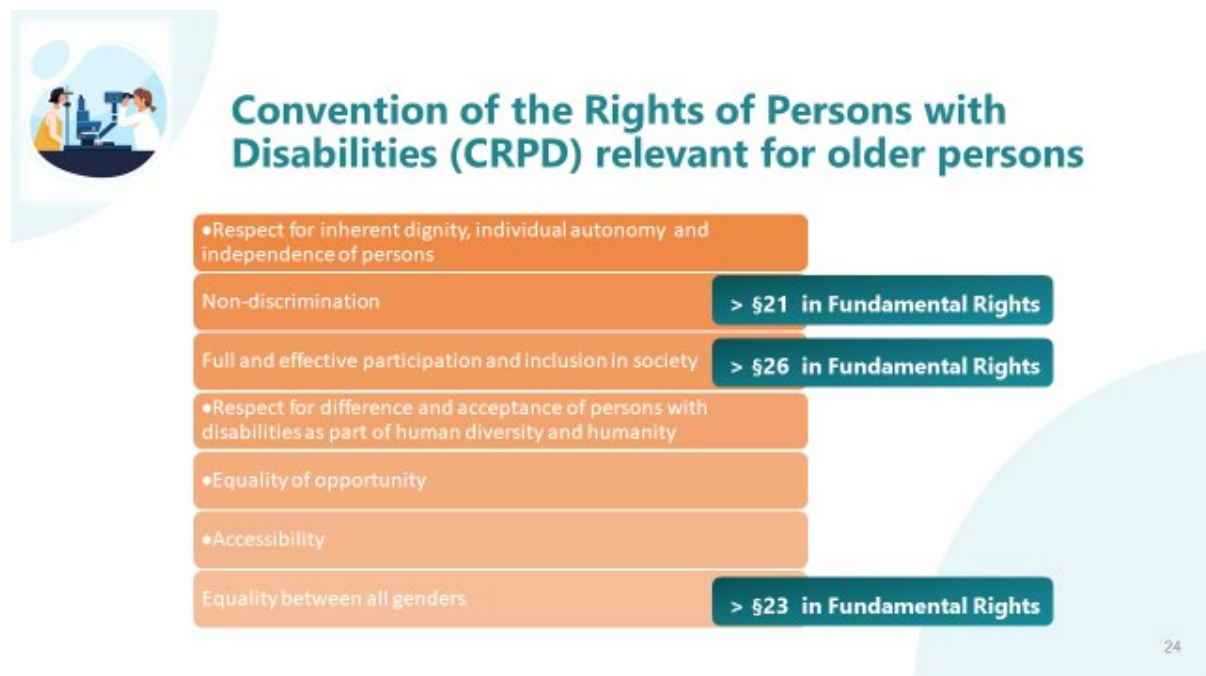 Convention of the Rights of Persons with
Disabilities (CRPD) relevant for older persons
•Respect for inherent dignity, individual autonomy and
independence of persons
Non-discrimination
> §21 in Fundamental Rights
Full and effective participation and inclusion in society
> §26 in Fundamental Rights
•Respect for difference and acceptance of persons with
disabilities as part of human diversity and humanity
•Equality of opportunity
•Accessibility
Equality between all genders
> §23 in Fundamental Rights
24